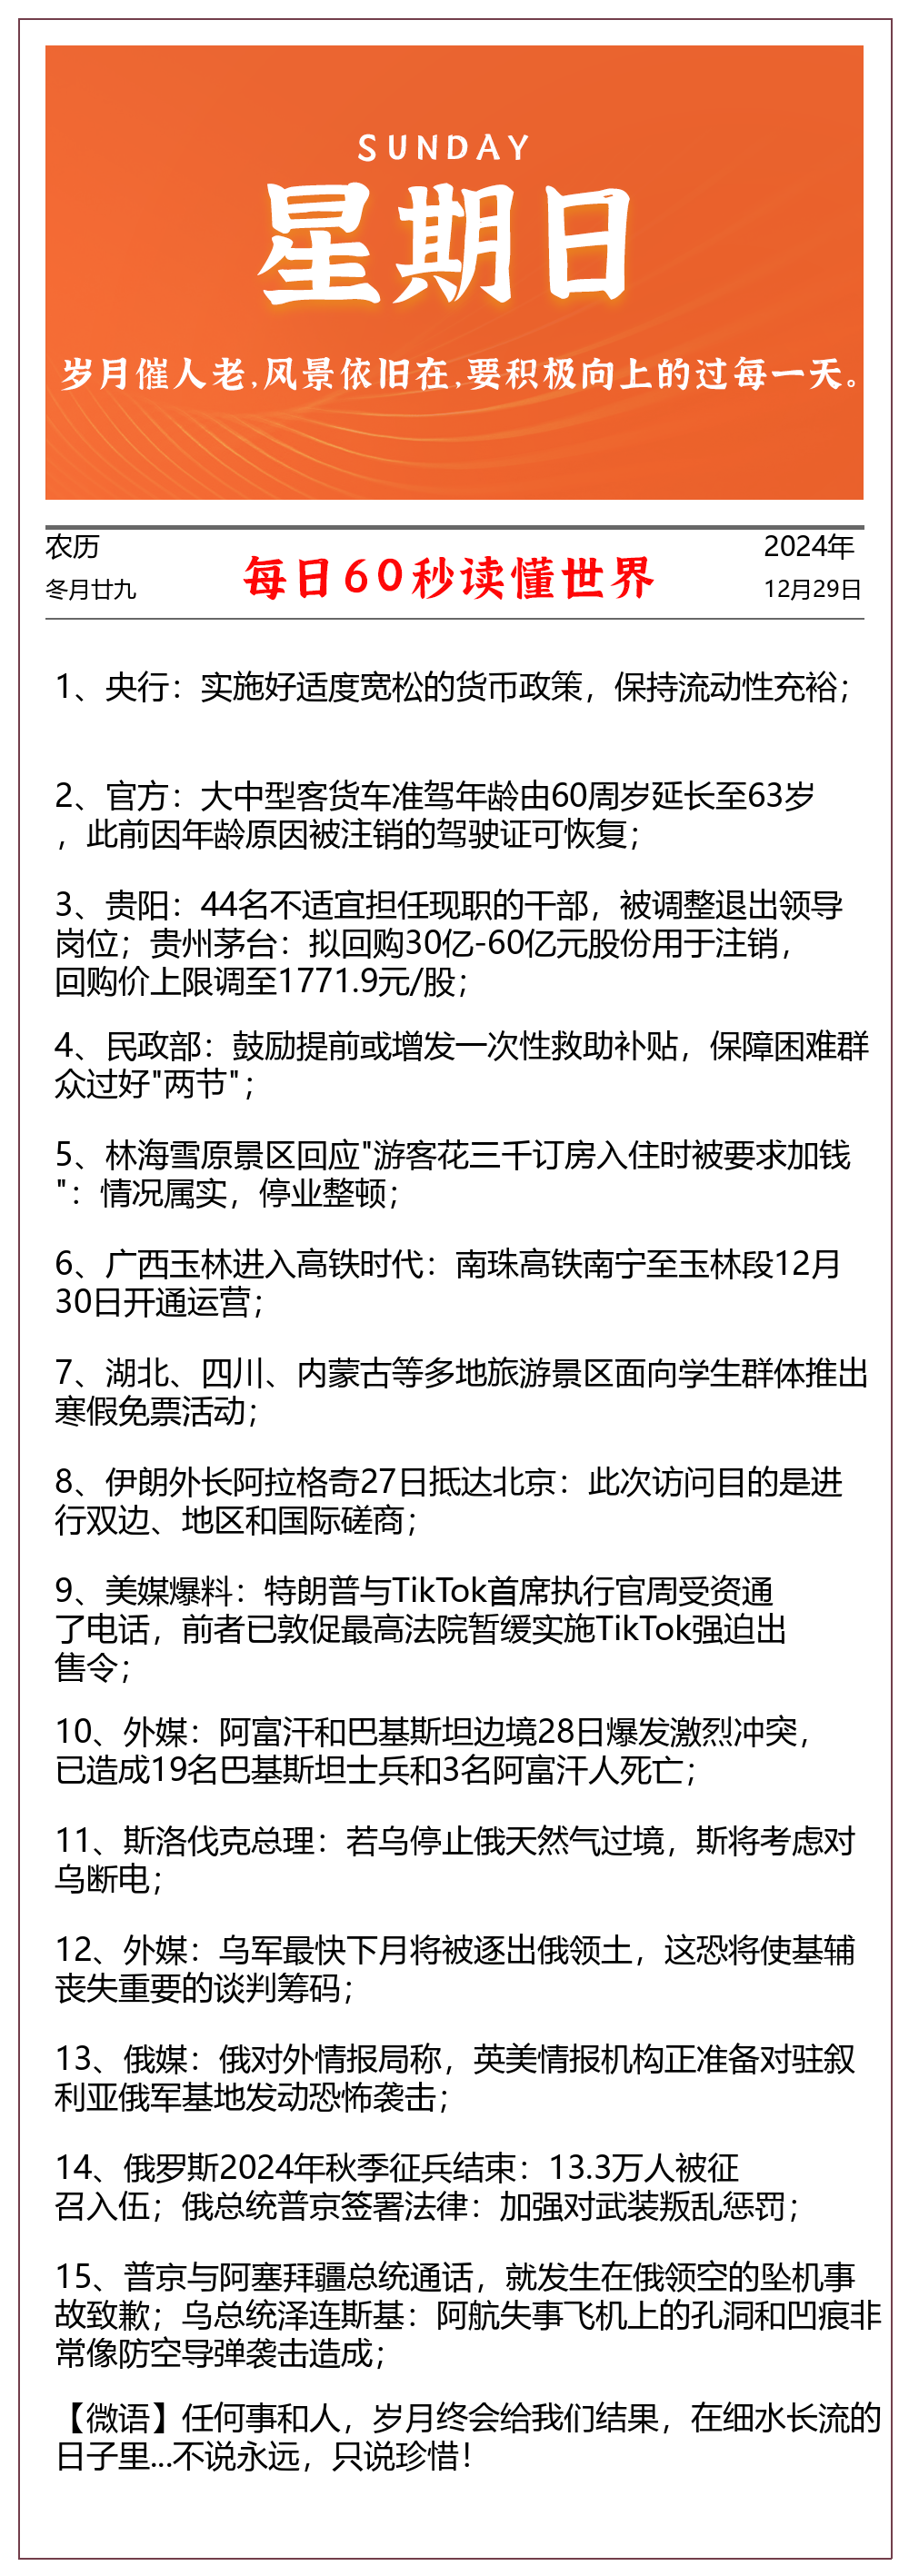 SUNDAY
星期日
岁月催人老,风景依旧在,要积极向上的过每一天。
农历
冬月廿九
每日60秒读懂世界
2024年
12月29日
1、央行：实施好适度宽松的货币政策，保持流动性充裕；
2、官方：大中型客货车准驾年龄由60周岁延长至63岁
，此前因年龄原因被注销的驾驶证可恢复；
3、贵阳：44名不适宜担任现职的干部，被调整退出领导
岗位；贵州茅台：拟回购30亿-60亿元股份用于注销，
回购价上限调至1771.9元/股；
4、民政部：鼓励提前或增发一次性救助补贴，保障困难群
众过好"两节"；
5、林海雪原景区回应"游客花三千订房入住时被要求加钱
"：情况属实，停业整顿；
6、广西玉林进入高铁时代：南珠高铁南宁至玉林段12月
30日开通运营；
7、湖北、四川、内蒙古等多地旅游景区面向学生群体推出
寒假免票活动；
8、伊朗外长阿拉格奇27日抵达北京：此次访问目的是进
行双边、地区和国际磋商；
9、美媒爆料：特朗普与TikTok首席执行官周受资通
了电话，前者已敦促最高法院暂缓实施TikTok强迫出
售令；
10、外媒：阿富汗和巴基斯坦边境28日爆发激烈冲突，
已造成19名巴基斯坦士兵和3名阿富汗人死亡；
11、斯洛伐克总理：若乌停止俄天然气过境，斯将考虑对
乌断电；
12、外媒：乌军最快下月将被逐出俄领土，这恐将使基辅
丧失重要的谈判筹码；
13、俄媒：俄对外情报局称，英美情报机构正准备对驻叙
利亚俄军基地发动恐怖袭击；
14、俄罗斯2024年秋季征兵结束：13.3万人被征
召入伍；俄总统普京签署法律：加强对武装叛乱惩罚；
15、普京与阿塞拜疆总统通话，就发生在俄领空的坠机事
故致歉；乌总统泽连斯基：阿航失事飞机上的孔洞和凹痕非
常像防空导弹袭击造成；
【微语】任何事和人，岁月终会给我们结果，在细水长流的
日子里...不说永远，只说珍惜！